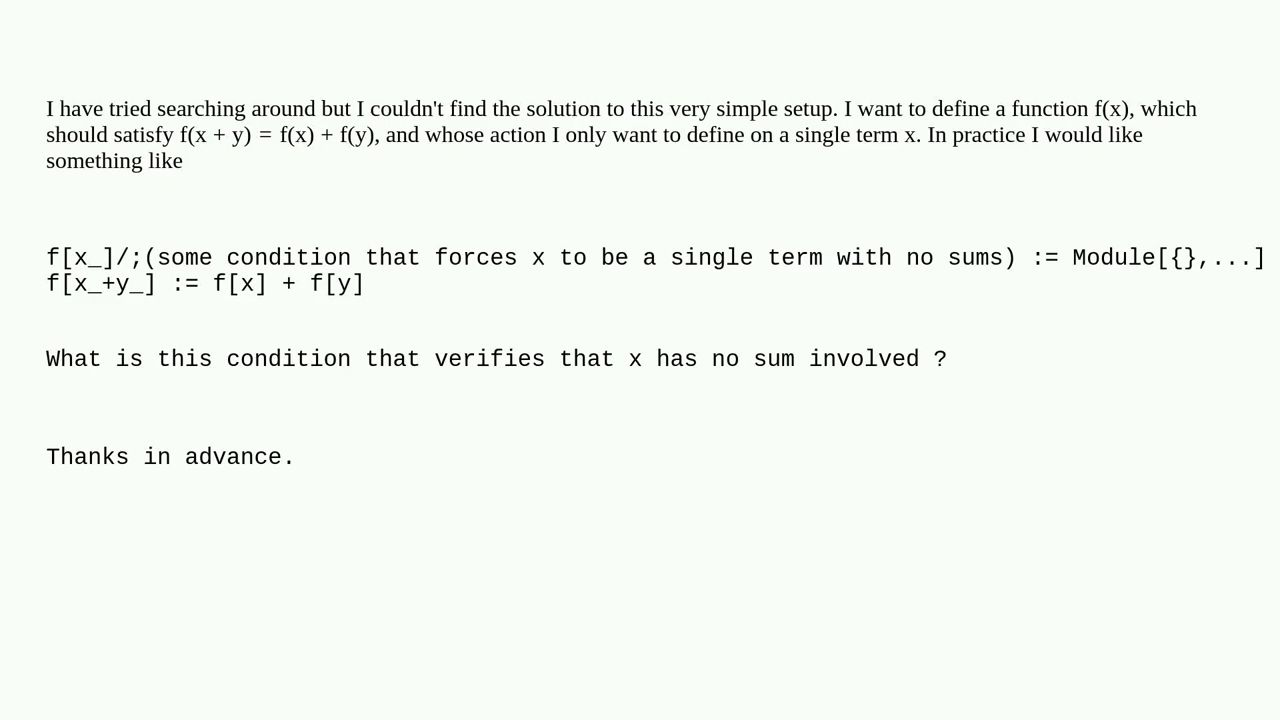 I have tried searching around but I couldn't find the solution to this very simple setup. I want to define a function f(x), which
should satisfy f(x + y) = f(x) + f(y), and whose action I only want to define on a single term x. In practice I would like
something like
f[x_]/;(some condition that forces x to be a single term with no sums) := Module[{},...]
f[x_+y_] := f[x] + f[y]
What is this condition that verifies that x has no sum involved ?
Thanks in advance.